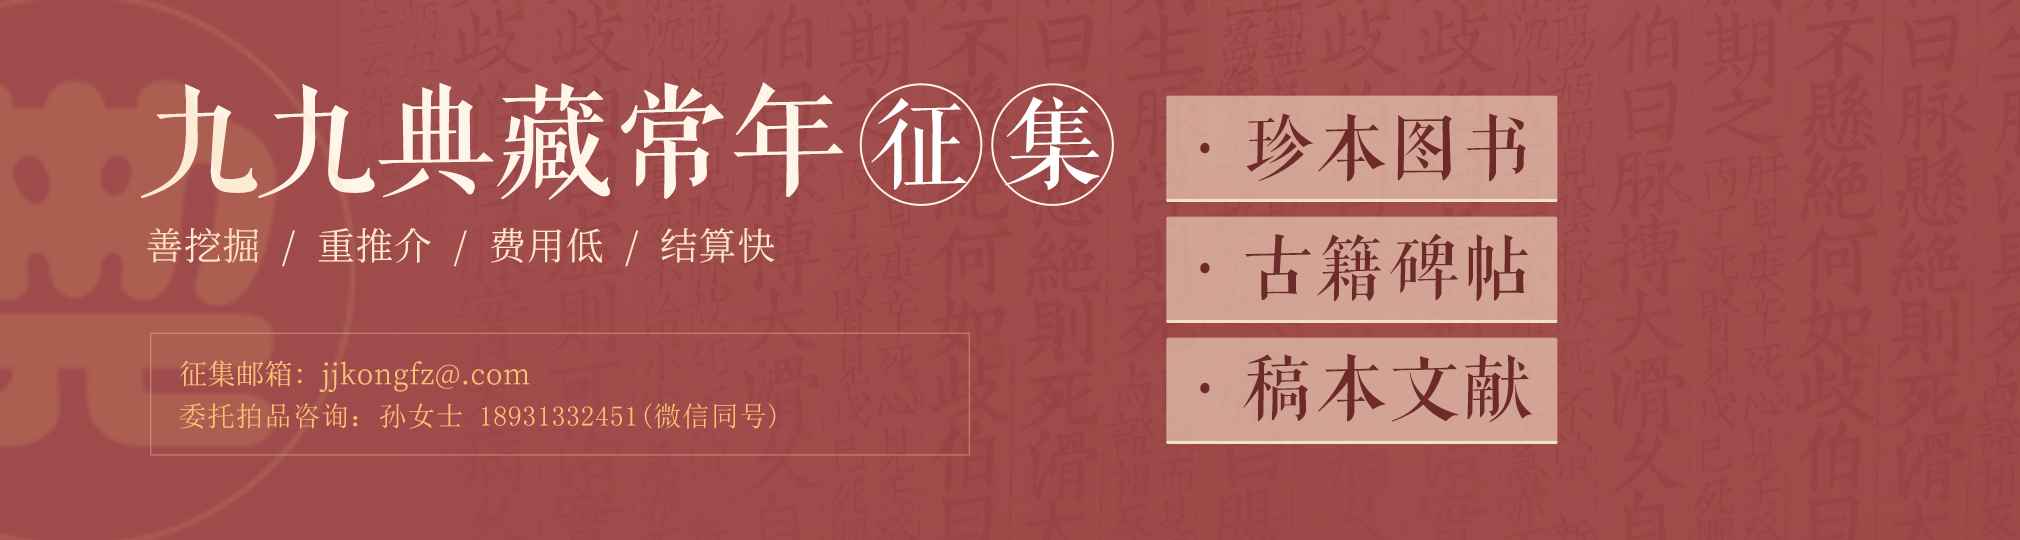 九九典藏常年征集
善挖掘 / 重推介 / 费用低 / 结算快
征集邮箱：jjkongfz@.com
委托拍品咨询：孙女士 18931332451(微信同号)
· 珍本图书
· 古籍碑帖
· 稿本文献